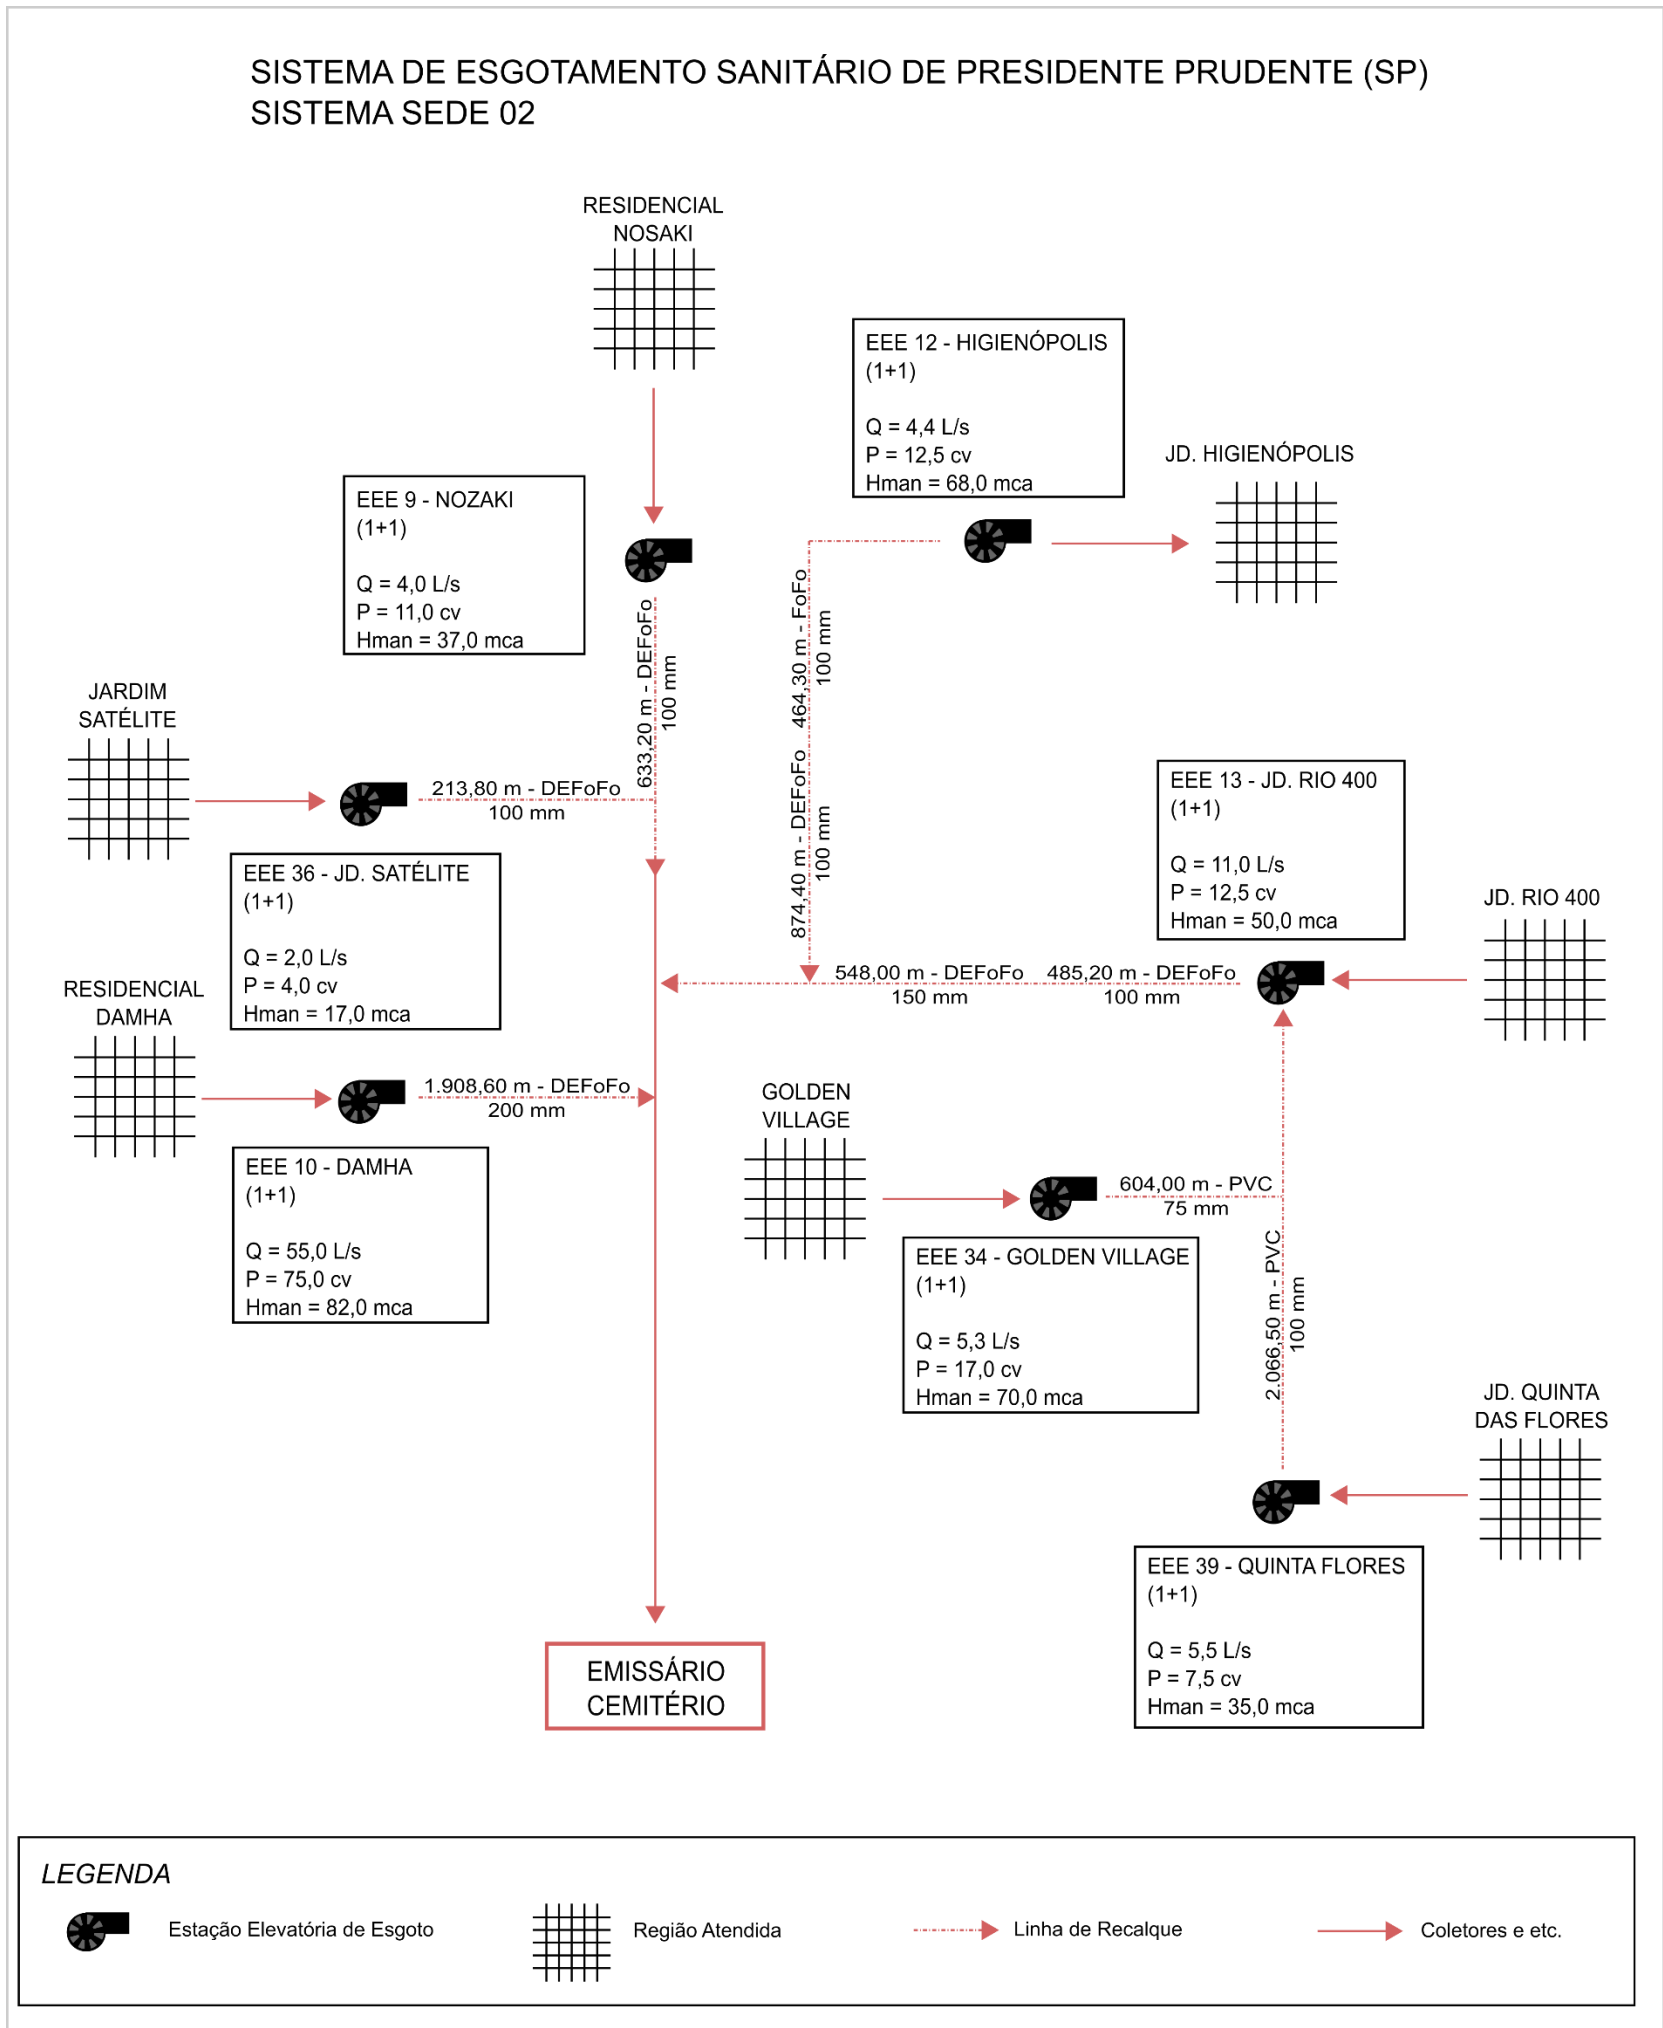 SISTEMA DE ESGOTAMENTO SANITÁRIO DE PRESIDENTE PRUDENTE (SP)
SISTEMA SEDE 02
RESIDENCIAL
NOSAKI
EEE 12 - HIGIENÓPOLIS
(1+1)
Q = 4,4 L/s
P = 12,5 cv
Hman = 68,0 mca
JD. HIGIENÓPOLIS
EEE 9 - NOZAKI
(1+1)
Q = 4,0 L/s
P = 11,0 cv
Hman = 37,0 mca
633,20 m - DEFoFo
100 mm
464,30 m - FoFo
100 mm
874,40 m - DEFoFo
100 mm
JARDIM
SATÉLITE
213,80 m - DEFoFo
100 mm
EEE 36 - JD. SATÉLITE
(1+1)
Q = 2,0 L/s
P = 4,0 cv
Hman = 17,0 mca
EEE 13 - JD. RIO 400
(1+1)
Q = 11,0 L/s
P = 12,5 cv
Hman = 50,0 mca
JD. RIO 400
548,00 m - DEFoFo
150 mm
485,20 m - DEFoFo
100 mm
RESIDENCIAL
DAMHA
1.908,60 m - DEFoFo
200 mm
EEE 10 - DAMHA
(1+1)
Q = 55,0 L/s
P = 75,0 cv
Hman = 82,0 mca
GOLDEN
VILLAGE
604,00 m - PVC
75 mm
EEE 34 - GOLDEN VILLAGE
(1+1)
Q = 5,3 L/s
P = 17,0 cv
Hman = 70,0 mca
2.066,50 m - PVC
100 mm
JD. QUINTA
DAS FLORES
EEE 39 - QUINTA FLORES
(1+1)
Q = 5,5 L/s
P = 7,5 cv
Hman = 35,0 mca
EMISSÁRIO
CEMITÉRIO
LEGENDA
Estação Elevatória de Esgoto
Região Atendida
Linha de Recalque
Coletores e etc.